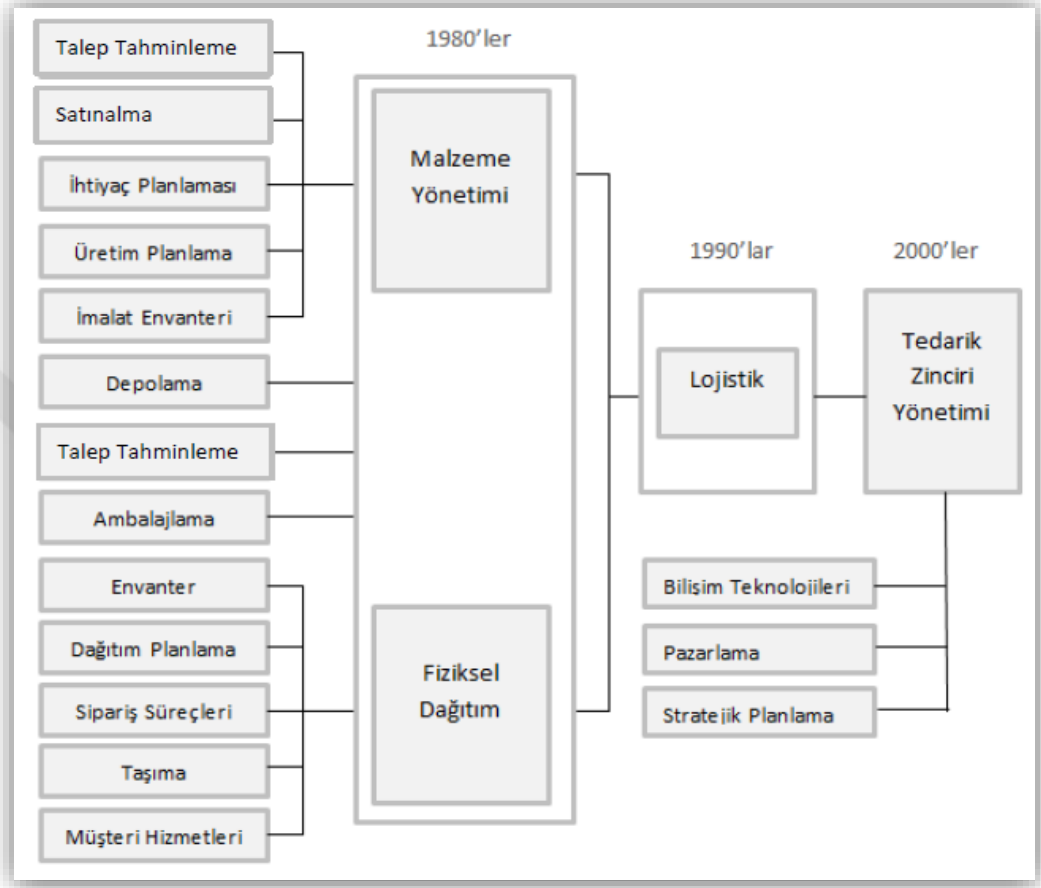 Talep Tahminleme
Satınalma
İhtiyaç Planlaması
Üretim Planlama
İmalat Envanteri
Depolama
Talep Tahminleme
Ambalajlama
Envanter
Dağıtım Planlama
Sipariş Süreçleri
Taşıma
Müşteri Hizmetleri
1980'ler
Malzeme
Yönetimi
Fiziksel
Dağıtım
1990'lar
Lojistik
2000'ler
Tedarik
Zinciri
Yönetimi
Bilişim Teknolojileri
Pazarlama
Stratejik Planlama